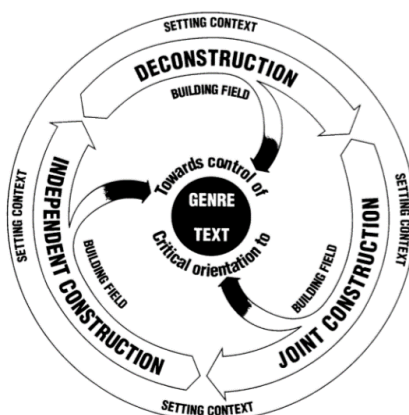 SETTING CONTEXT
DECONSTRUCTION
BUILDING FIELD
SETTING CONTEXT
JOINT CONSTRUCTION
BUILDING FIELD
SETTING CONTEXT
INDEPENDENT CONSTRUCTION
BUILDING FIELD
SETTING CONTEXT
Towards control of
GENRE
TEXT
Critical orientation to